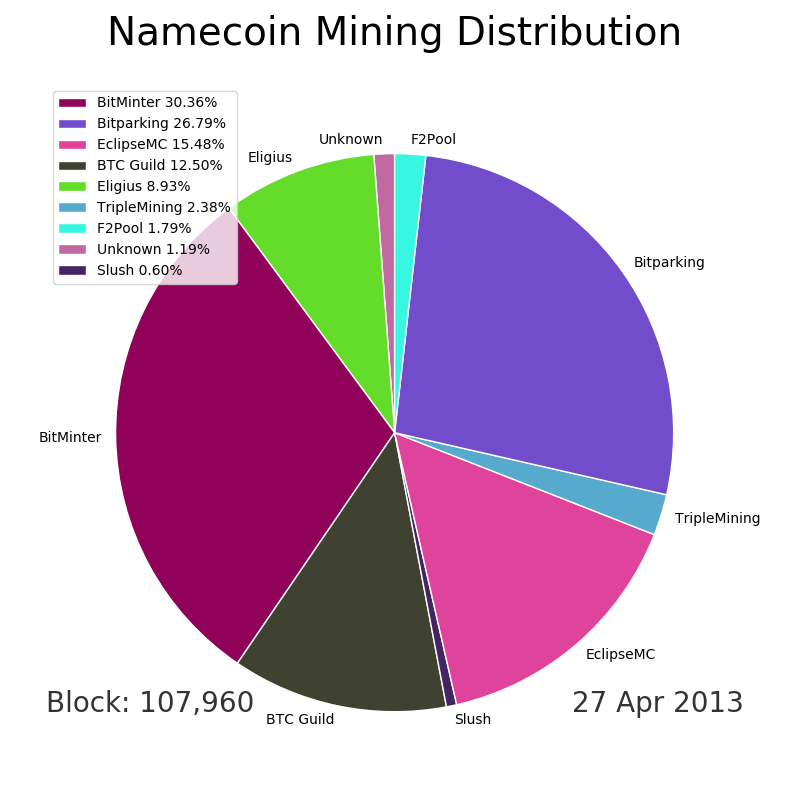 Namecoin Mining Distribution
BitMinter 30.36%
Bitparking 26.79%
EclipseMC 15.48%
BTC Guild 12.50%
Eligius 8.93%
TripleMining 2.38%
F2Pool 1.79%
Unknown 1.19%
Slush 0.60%
Unknown
F2Pool
Eligius
Bitparking
BitMinter
TripleMining
EclipseMC
Block: 107,960
27 Apr 2013
BTC Guild
Slush